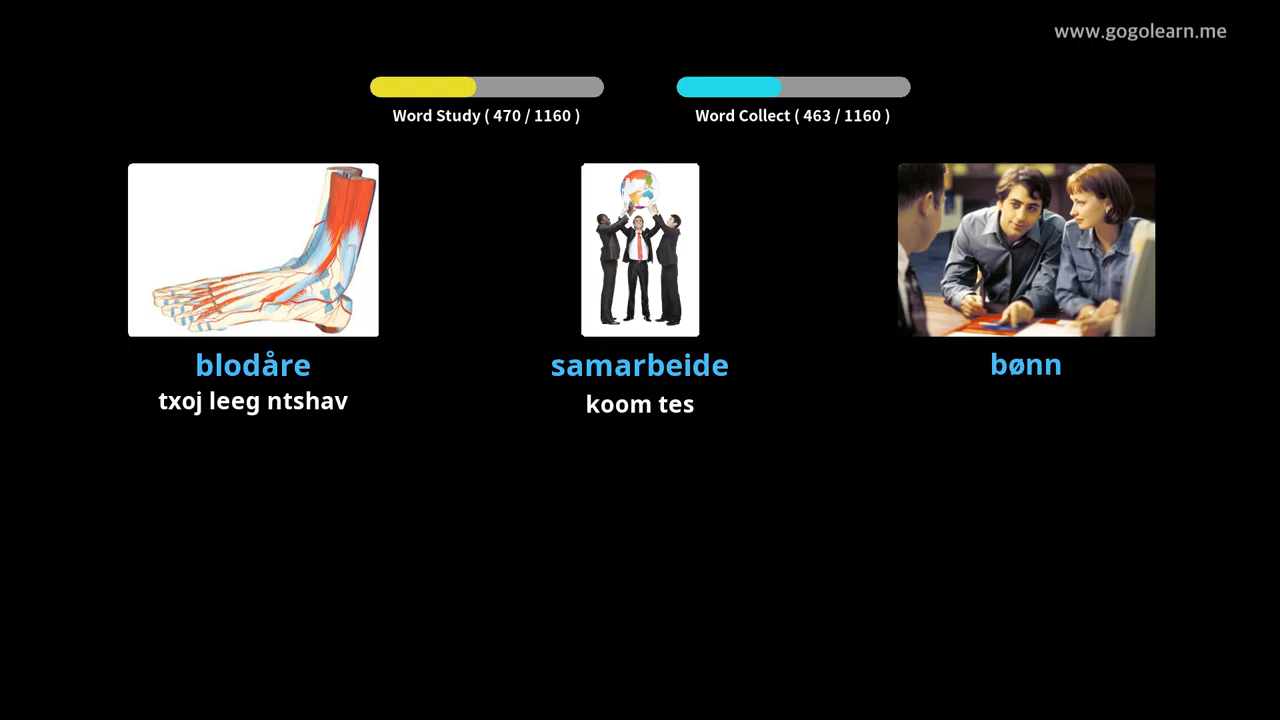 www.gogolearn.me
Word Study ( 470 / 1160 )
Word Collect ( 463 / 1160 )
blodåre
txoj leeg ntshav
samarbeide
koom tes
bønn